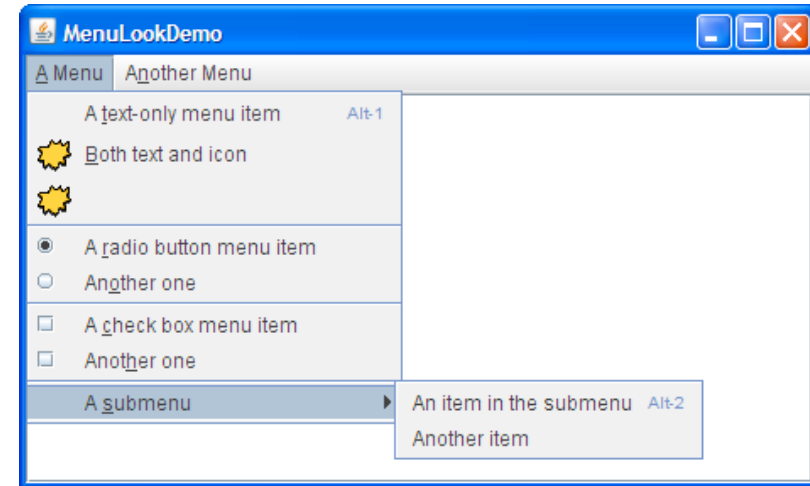 MenuLookDemo
A Menu Another Menu
A text-only menu item Alt-1
Both text and icon
A radio button menu item
Another one
A check box menu item
Another one
A submenu
An item in the submenu Alt-2
Another item